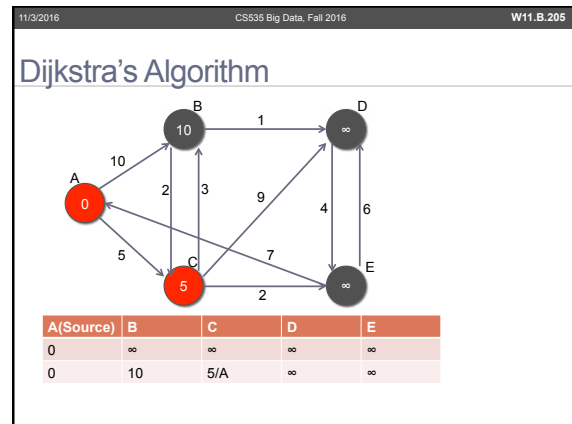 11/3/2016 CS535 Big Data, Fall 2016 W11.B.205
Dijkstra's Algorithm
B
D
10
1
∞
10
A
2
3
9
4
6
0
5
7
C
E
5
2
∞
A(Source) B C D E
0 ∞ ∞ ∞ ∞
0 10 5/A ∞ ∞